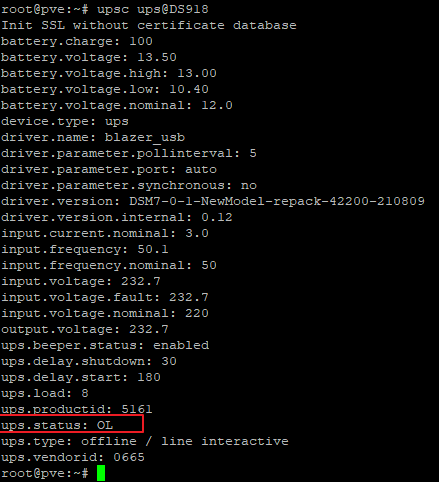 root@pve:~# upsc ups@DS918
Init SSL without certificate database
battery.charge: 100
battery.voltage: 13.50
battery.voltage.high: 13.00
battery.voltage.low: 10.40
battery.voltage.nominal: 12.0
device.type: ups
driver.name: blazer_usb
driver.parameter.pollinterval: 5
driver.parameter.port: auto
driver.parameter.synchronous: no
driver.version: DSM7-0-1-NewModel-repack-42200-210809
driver.version.internal: 0.12
input.current.nominal: 3.0
input.frequency: 50.1
input.frequency.nominal: 50
input.voltage: 232.7
input.voltage.fault: 232.7
input.voltage.nominal: 220
output.voltage: 232.7
ups.beeper.status: enabled
ups.delay.shutdown: 30
ups.delay.start: 180
ups.load: 8
ups.productid: 5161
ups.status: OL
ups.type: offline / line interactive
ups.vendorid: 0665
root@pve:~#